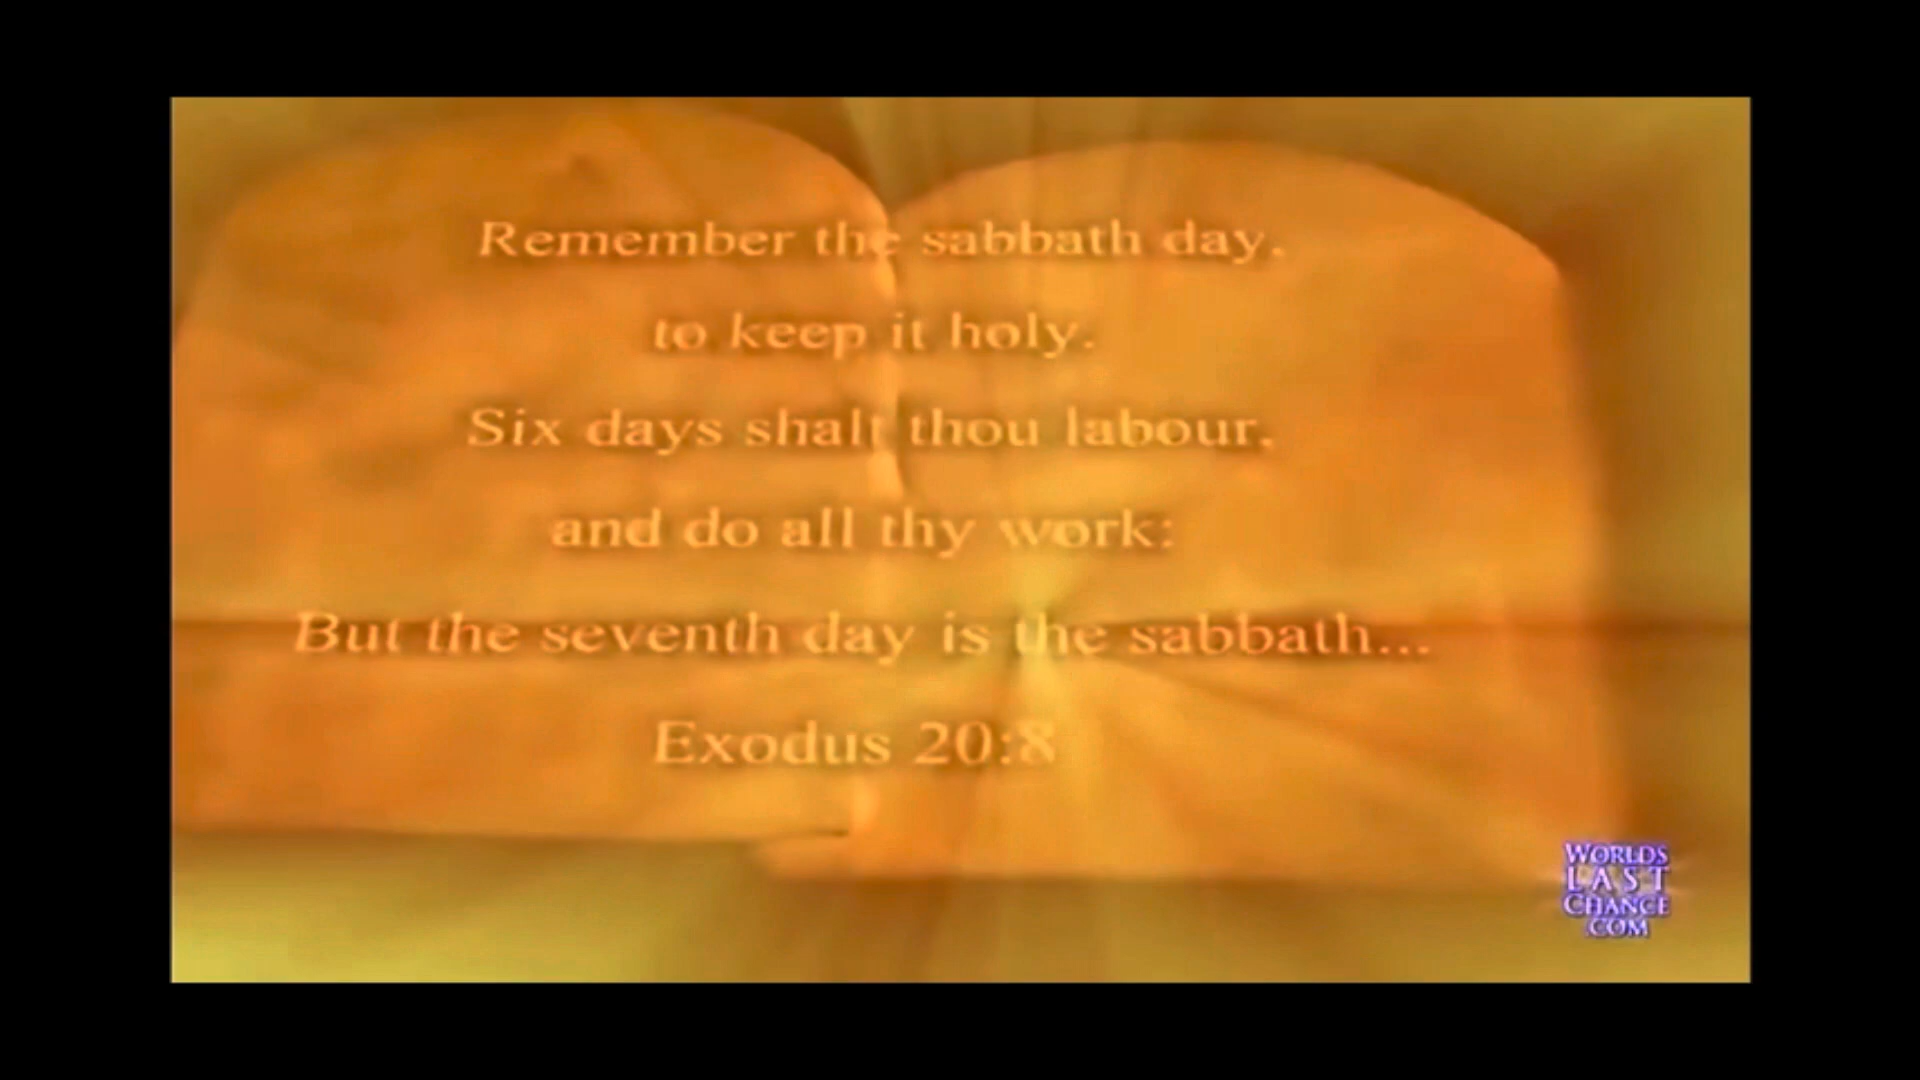 Remember the sabbath day,
to keep it holy.
Six days shalt thou labour,
and do all thy work:
But the seventh day is the sabbath...
Exodus 20:8
WORLDS
LAST
CHANCE
.COM